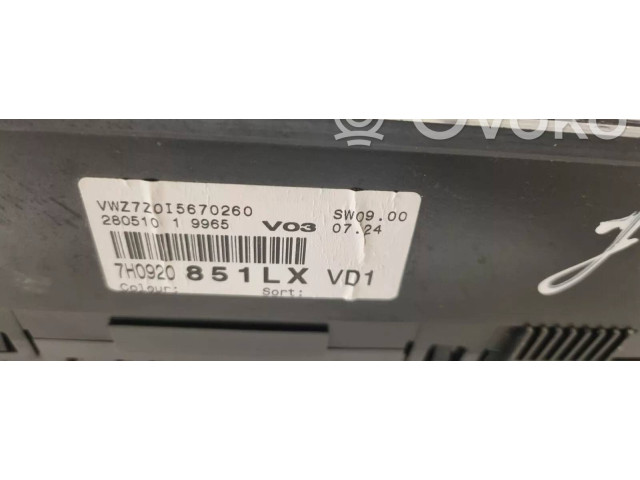 OVOKO
VWZ7Z0I5670260 SW09.00
280510 1 9965 V03 07.24
7H0920 851LX VD1
Colour: Sort: